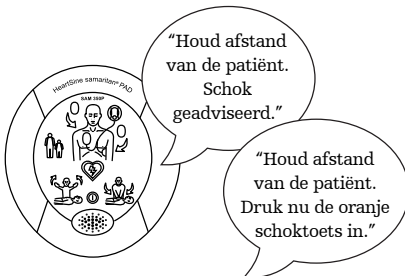 HeartSine samaritan® PAD
SAM 350P
“Houd afstand
van de patiënt.
Schok
geadviseerd.”
“Houd afstand
van de patiënt.
Druk nu de oranje
schoktoets in.”